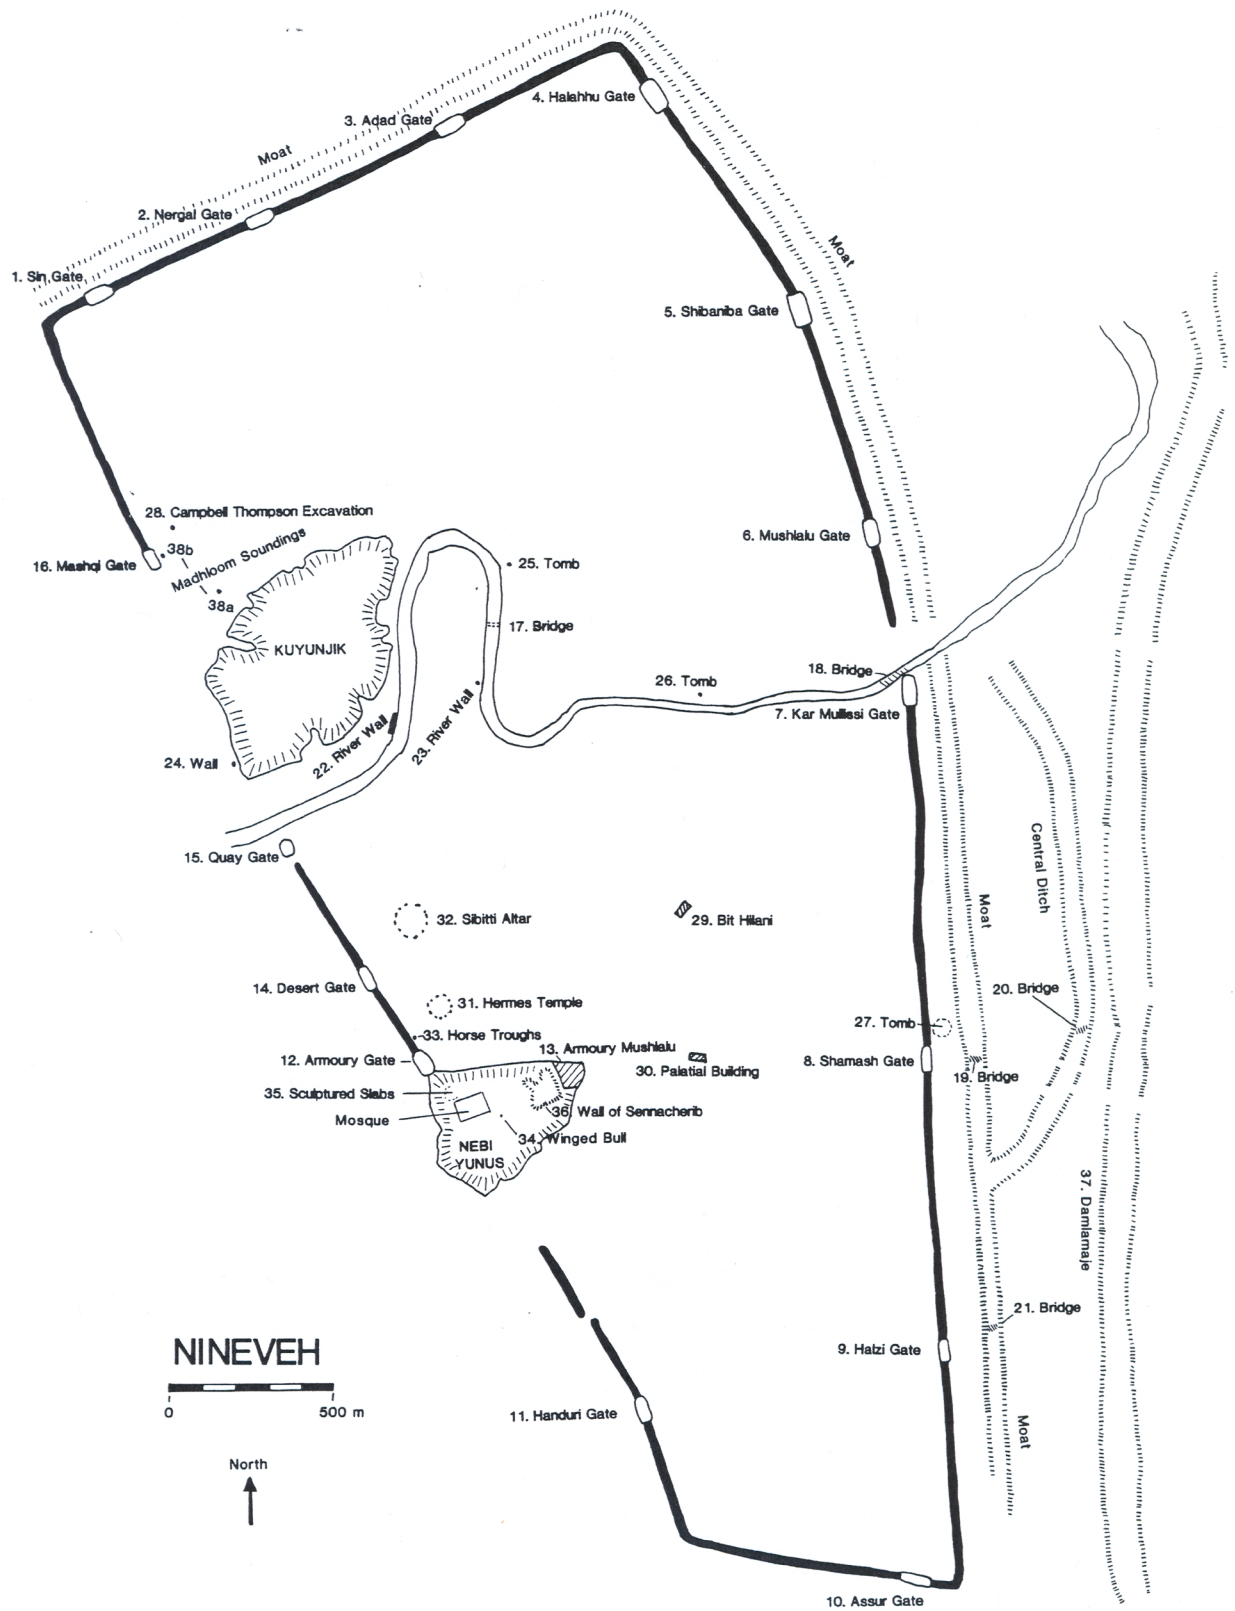 4. Halahhu Gate
3. Adad Gate
Moat
2. Nergal Gate
Moat
1. Sin Gate
5. Shibaniba Gate
28. Campbell Thompson Excavation
6. Mushlalu Gate
38b
16. Mashqi Gate
Madhloom Soundings
25. Tomb
38a
17. Bridge
KUYUNJIK
18. Bridge
26. Tomb
7. Kar Mullissi Gate
22. River Wall
23. River Wall
24. Wall
15. Quay Gate
Central Ditch
32. Sibitti Altar
29. Bit Hilani
Moat
14. Desert Gate
20. Bridge
31. Hermes Temple
27. Tomb
33. Horse Troughs
13. Armoury Mushlalu
12. Armoury Gate
8. Shamash Gate
30. Palatial Building
19. Bridge
35. Sculptured Slabs
36. Wall of Sennacherib
Mosque
34. Winged Bull
NEBI
YUNUS
37. Damlamaje
21. Bridge
NINEVEH
9. Halzi Gate
0
500 m
11. Handuri Gate
Moat
North
10. Assur Gate